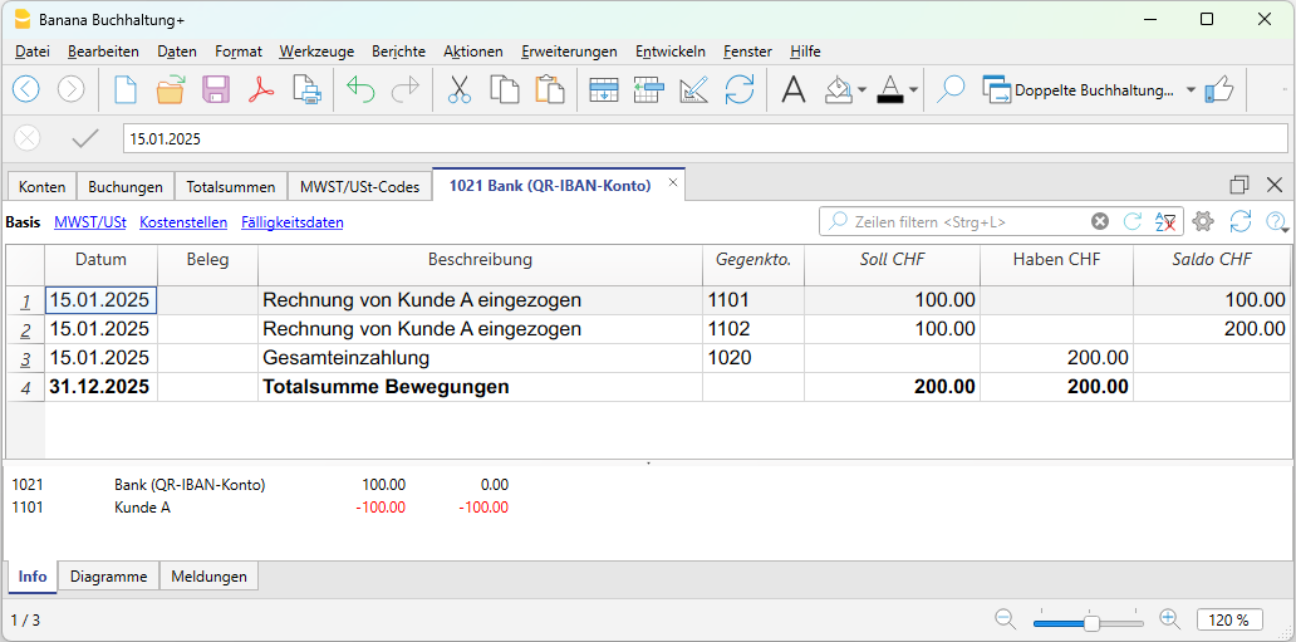 Banana Buchhaltung+
Datei Bearbeiten Daten Format Werkzeuge Berichte Aktionen Erweiterungen Entwickeln Fenster Hilfe
A A Doppelte Buchhaltung...
15.01.2025
Konten Buchungen Totalsummen MWST/USt-Codes 1021 Bank (QR-IBAN-Konto)
Basis MWST/USt Kostenstellen Fälligkeitsdaten Zeilen filtern <Strg+L>
Datum Beleg Beschreibung Gegenkto. Soll CHF Haben CHF Saldo CHF
1 15.01.2025 Rechnung von Kunde A eingezogen 1101 100.00 100.00
2 15.01.2025 Rechnung von Kunde A eingezogen 1102 100.00 200.00
3 15.01.2025 Gesamteinzahlung 1020 200.00
4 31.12.2025 Totalsumme Bewegungen 200.00 200.00
1021 Bank (QR-IBAN-Konto) 100.00 0.00
1101 Kunde A -100.00 -100.00
Info Diagramme Meldungen
1 / 3 120 %